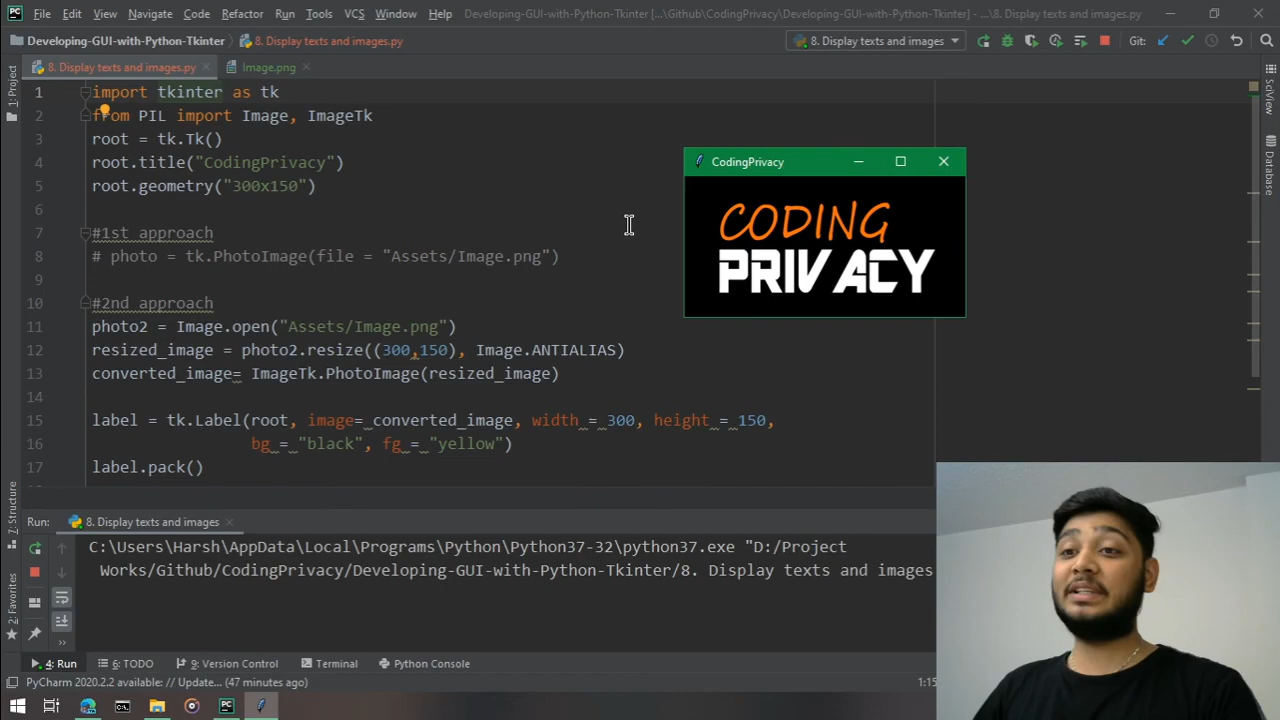 File Edit View Navigate Code Refactor Run Tools VCS Window Help Developing-GUI-with-Python-Tkinter [...\Github\CodingPrivacy\Developing-GUI-with-Python-Tkinter] - ...\8. Display texts and images.py
Developing-GUI-with-Python-Tkinter 8. Display texts and images.py 8. Display texts and images Git:
8. Display texts and images.py Image.png
1: Project
SciView
Database
1 import tkinter as tk
2 from PIL import Image, ImageTk
3 root = tk.Tk()
4 root.title("CodingPrivacy")
5 root.geometry("300x150")
6
7 #1st approach
8 # photo = tk.PhotoImage(file = "Assets/Image.png")
9
10 #2nd approach
11 photo2 = Image.open("Assets/Image.png")
12 resized_image = photo2.resize((300,150), Image.ANTIALIAS)
13 converted_image= ImageTk.PhotoImage(resized_image)
14
15 label = tk.Label(root, image= converted_image, width = 300, height = 150,
16 bg = "black", fg = "yellow")
17 label.pack()
CodingPrivacy
CODING
PRIVACY
7: Structure
2: Favorites
Run: 8. Display texts and images
C:\Users\Harsh\AppData\Local\Programs\Python\Python37-32\python37.exe "D:/Project
Works/Github/CodingPrivacy/Developing-GUI-with-Python-Tkinter/8. Display texts and images
4: Run 6: TODO 9: Version Control Terminal Python Console
PyCharm 2020.2.2 available: // Update... (47 minutes ago) 1:15